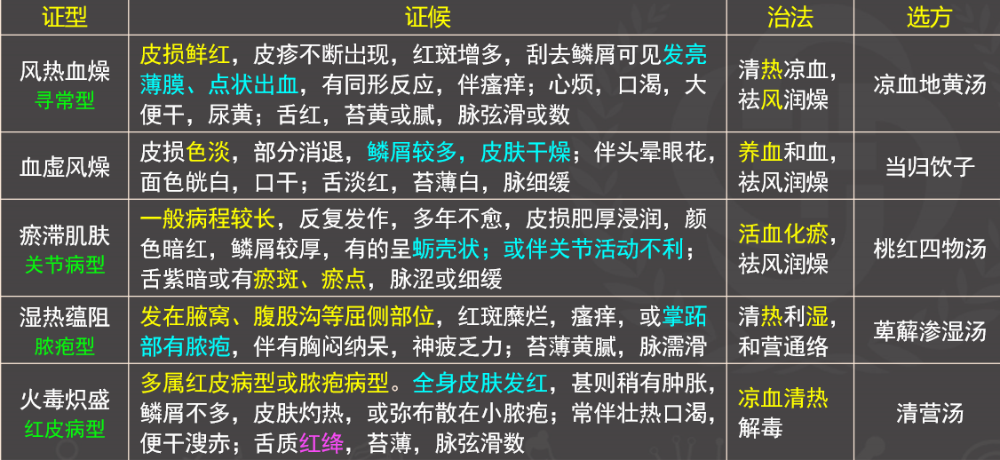 证型 证候 治法 选方
风热血燥
寻常型
皮损鲜红，皮疹不断出现，红斑增多，刮去鳞屑可见发亮
薄膜、点状出血，有同形反应，伴瘙痒；心烦，口渴，大
便干，尿黄；舌红，苔黄或腻，脉弦滑或数
清热凉血，
祛风润燥
凉血地黄汤
血虚风燥
皮损色淡，部分消退，鳞屑较多，皮肤干燥；伴头晕眼花，
面色㿠白，口干；舌淡红，苔薄白，脉细缓
养血和血，
祛风润燥
当归饮子
瘀滞肌肤
关节病型
一般病程较长，反复发作，多年不愈，皮损肥厚浸润，颜
色暗红，鳞屑较厚，有的呈蛎壳状；或伴关节活动不利；
舌紫暗或有瘀斑、瘀点，脉涩或细缓
活血化瘀，
祛风润燥
桃红四物汤
湿热蕴阻
脓疱型
发在腋窝、腹股沟等屈侧部位，红斑糜烂，瘙痒，或掌跖
部有脓疱，伴有胸闷纳呆，神疲乏力；苔薄黄腻，脉濡滑
清热利湿，
和营通络
萆薢渗湿汤
火毒炽盛
红皮病型
多属红皮病型或脓疱病型。全身皮肤发红，甚则稍有肿胀，
鳞屑不多，皮肤灼热，或弥布散在小脓疱；常伴壮热口渴，
便干溲赤；舌质红绛，苔薄，脉弦滑数
凉血清热
解毒
清营汤